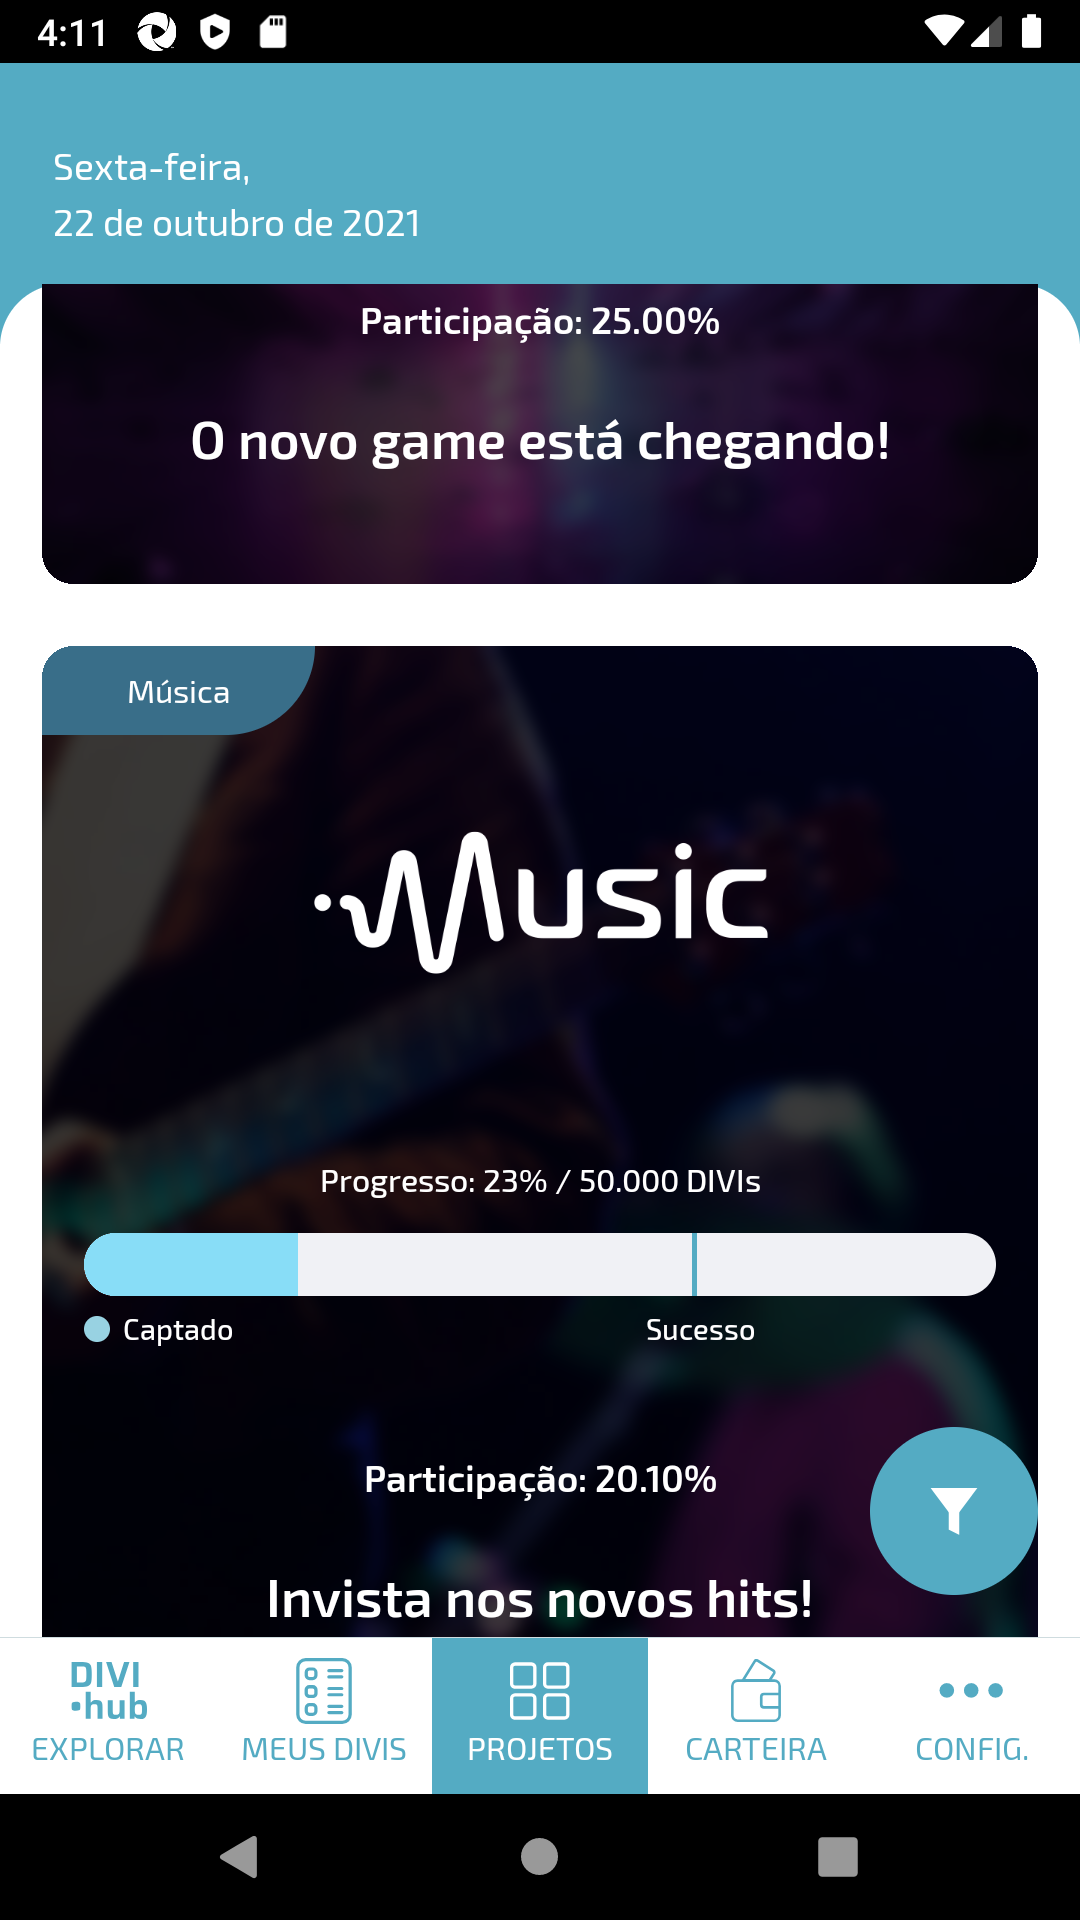 4:11
Sexta-feira,
22 de outubro de 2021
Participação: 25.00%
O novo game está chegando!
Música
Music
Progresso: 23% / 50.000 DIVIs
Captado
Sucesso
Participação: 20.10%
Invista nos novos hits!
DIVI
·hub
EXPLORAR
MEUS DIVIS
PROJETOS
CARTEIRA
CONFIG.